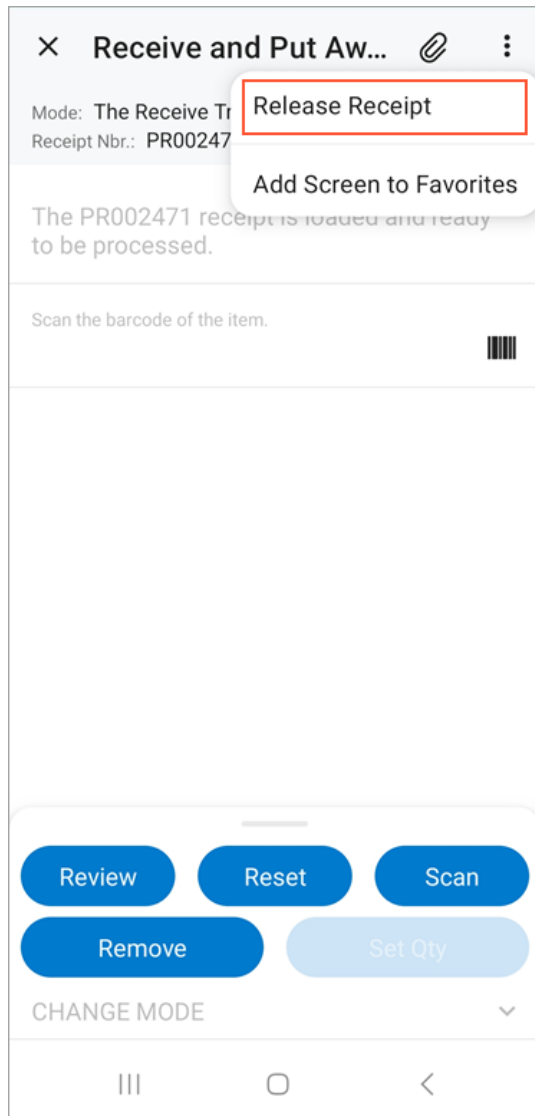 Receive and Put Aw...
Release Receipt
Mode: The Receive Tr
Receipt Nbr.: PR00247
Add Screen to Favorites
The PR002471 receipt is loaded and ready
to be processed.
Scan the barcode of the item.
Review
Reset
Scan
Remove
Set Qty
CHANGE MODE